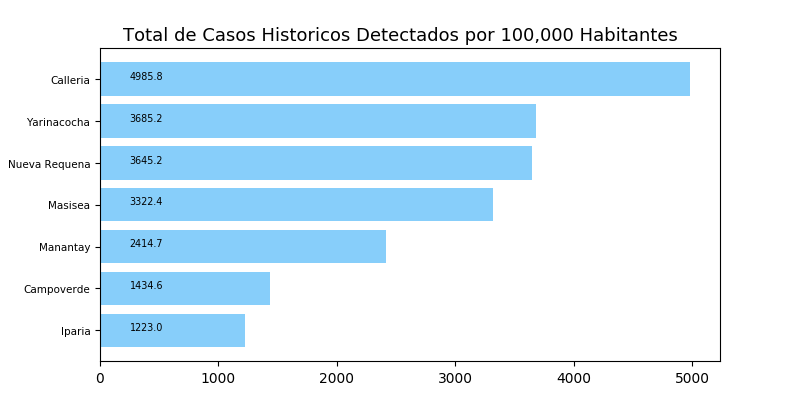 Total de Casos Historicos Detectados por 100,000 Habitantes
Calleria 4985.8
Yarinacocha 3685.2
Nueva Requena 3645.2
Masisea 3322.4
Manantay 2414.7
Campoverde 1434.6
Iparia 1223.0
0 1000 2000 3000 4000 5000